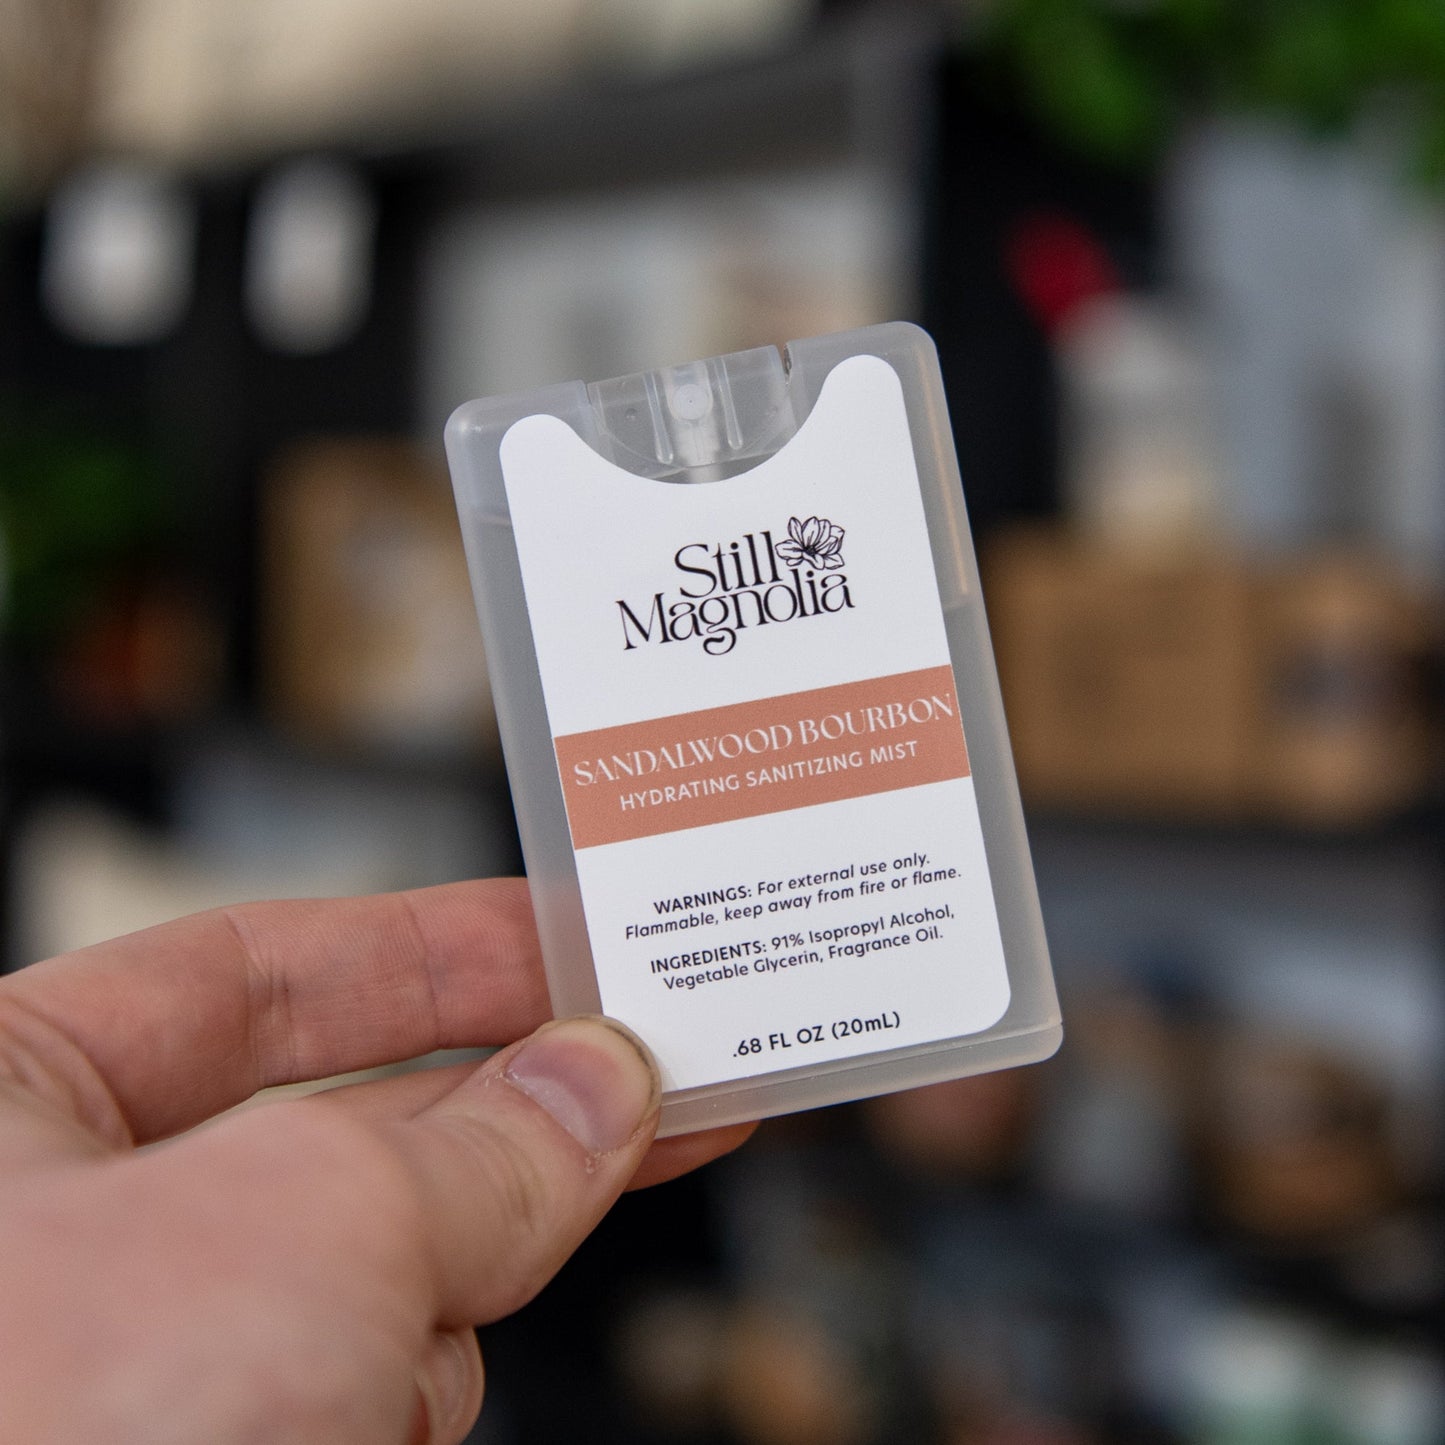 Still
Magnolia
SANDALWOOD BOURBON
HYDRATING SANITIZING MIST
WARNINGS: For external use only.
Flammable, keep away from fire or flame.
INGREDIENTS: 91% Isopropyl Alcohol,
Vegetable Glycerin, Fragrance Oil.
.68 FL OZ (20mL)